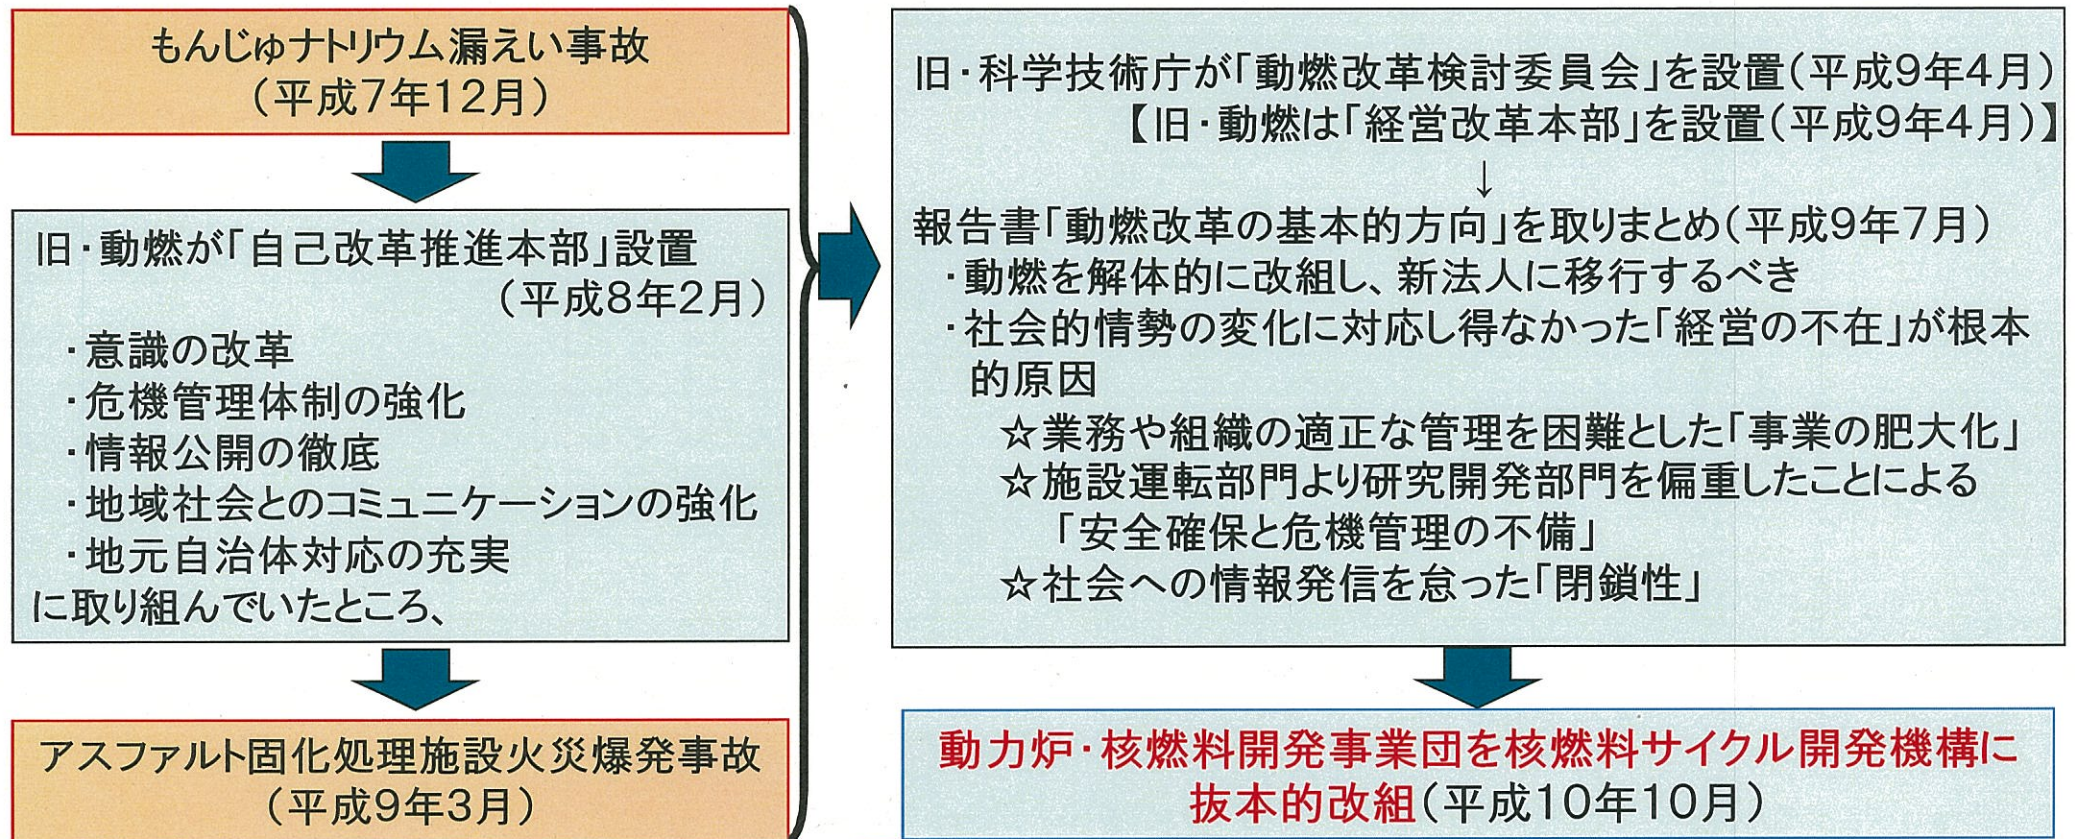 もんじゅナトリウム漏えい事故
(平成7年12月)
旧・動燃が「自己改革推進本部」設置
(平成8年2月)
・意識の改革
・危機管理体制の強化
・情報公開の徹底
・地域社会とのコミュニケーションの強化
・地元自治体対応の充実
に取り組んでいたところ、
アスファルト固化処理施設火災爆発事故
(平成9年3月)
旧・科学技術庁が「動燃改革検討委員会」を設置(平成9年4月)
【旧・動燃は「経営改革本部」を設置(平成9年4月)】
↓
報告書「動燃改革の基本的方向」を取りまとめ(平成9年7月)
・動燃を解体的に改組し、新法人に移行するべき
・社会的情勢の変化に対応し得なかった「経営の不在」が根本
的原因
☆業務や組織の適正な管理を困難とした「事業の肥大化」
☆施設運転部門より研究開発部門を偏重したことによる
「安全確保と危機管理の不備」
☆社会への情報発信を怠った「閉鎖性」
動力炉・核燃料開発事業団を核燃料サイクル開発機構に
抜本的改組(平成10年10月)